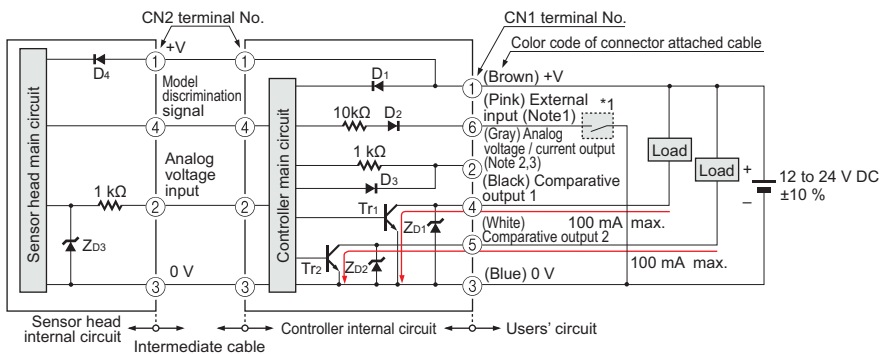 CN2 terminal No.
CN1 terminal No.
Color code of connector attached cable
+V
1
1
D4
D1
1
(Brown) +V
Model
discrimination
signal
(Pink) External
input (Note1)
*1
10kΩ
D2
4
4
6
(Gray) Analog
voltage / current output
(Note 2,3)
Load
Load
+
–
12 to 24 V DC
±10 %
Analog
voltage
input
1 kΩ
D3
2
(Black) Comparative
output 1
1 kΩ
2
2
Sensor head main circuit
Controller main circuit
Tr1
4
ZD1
(White)
100 mA max.
Comparative output 2
5
ZD3
Tr2
ZD2
100 mA max.
0 V
3
3
3
(Blue) 0 V
Sensor head
internal circuit
Intermediate cable
Controller internal circuit
Users' circuit